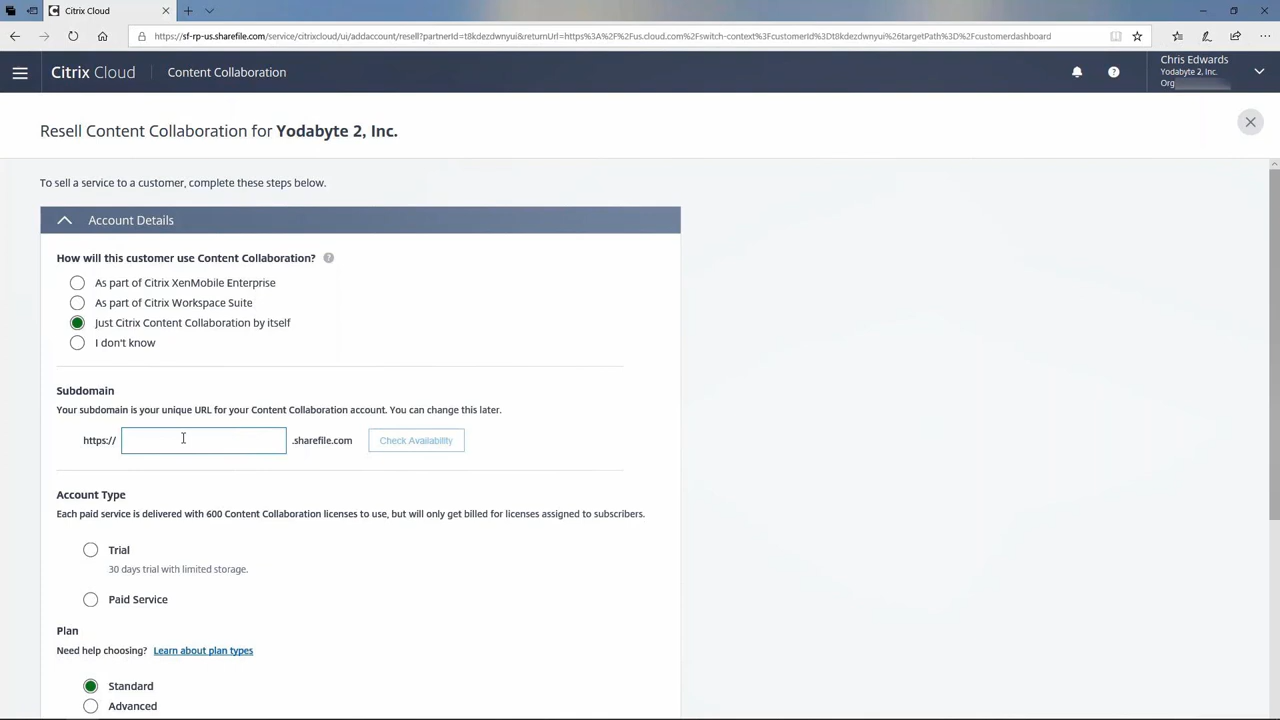 Citrix Cloud
https://sf-rp-us.sharefile.com/service/citrixcloud/ui/addaccount/resell?partnerId=t8kdezdwnyui&returnUrl=https%3A%2F%2Fus.cloud.com%2Fswitch-context%3FcustomerId%3Dt8kdezdwnyui%26targetPath%3D%2Fcustomerdashboard
Citrix Cloud
Content Collaboration
Chris Edwards
Yodabyte 2, Inc.
Org
Resell Content Collaboration for Yodabyte 2, Inc.
To sell a service to a customer, complete these steps below.
Account Details
How will this customer use Content Collaboration? ?
As part of Citrix XenMobile Enterprise
As part of Citrix Workspace Suite
Just Citrix Content Collaboration by itself
I don't know
Subdomain
Your subdomain is your unique URL for your Content Collaboration account. You can change this later.
https:// .sharefile.com Check Availability
Account Type
Each paid service is delivered with 600 Content Collaboration licenses to use, but will only get billed for licenses assigned to subscribers.
Trial
30 days trial with limited storage.
Paid Service
Plan
Need help choosing? Learn about plan types
Standard
Advanced